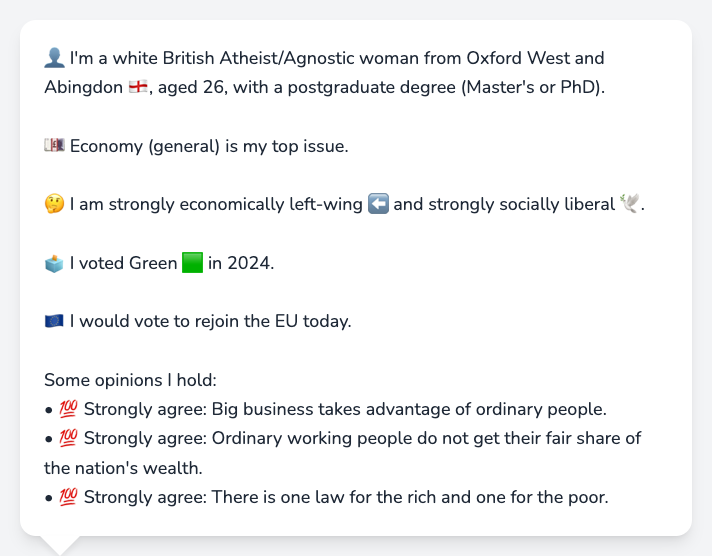 👤 I'm a white British Atheist/Agnostic woman from Oxford West and
Abingdon 🏴󠁧󠁢󠁥󠁮󠁧󠁿, aged 26, with a postgraduate degree (Master's or PhD).
💷 Economy (general) is my top issue.
🤔 I am strongly economically left-wing ⬅️ and strongly socially liberal 🕊️.
🗳️ I voted Green 🟩 in 2024.
🇪🇺 I would vote to rejoin the EU today.
Some opinions I hold:
• 💯 Strongly agree: Big business takes advantage of ordinary people.
• 💯 Strongly agree: Ordinary working people do not get their fair share of
the nation's wealth.
• 💯 Strongly agree: There is one law for the rich and one for the poor.